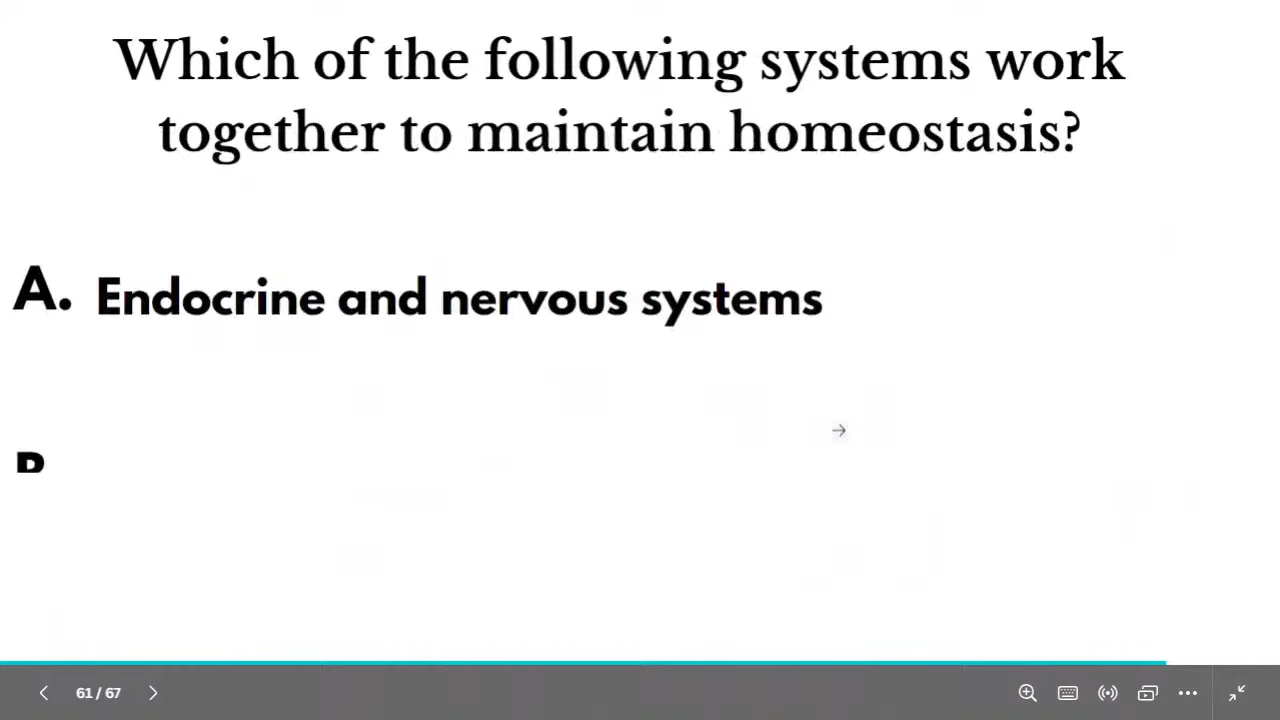 Which of the following systems work
together to maintain homeostasis?
A. Endocrine and nervous systems
61 / 67